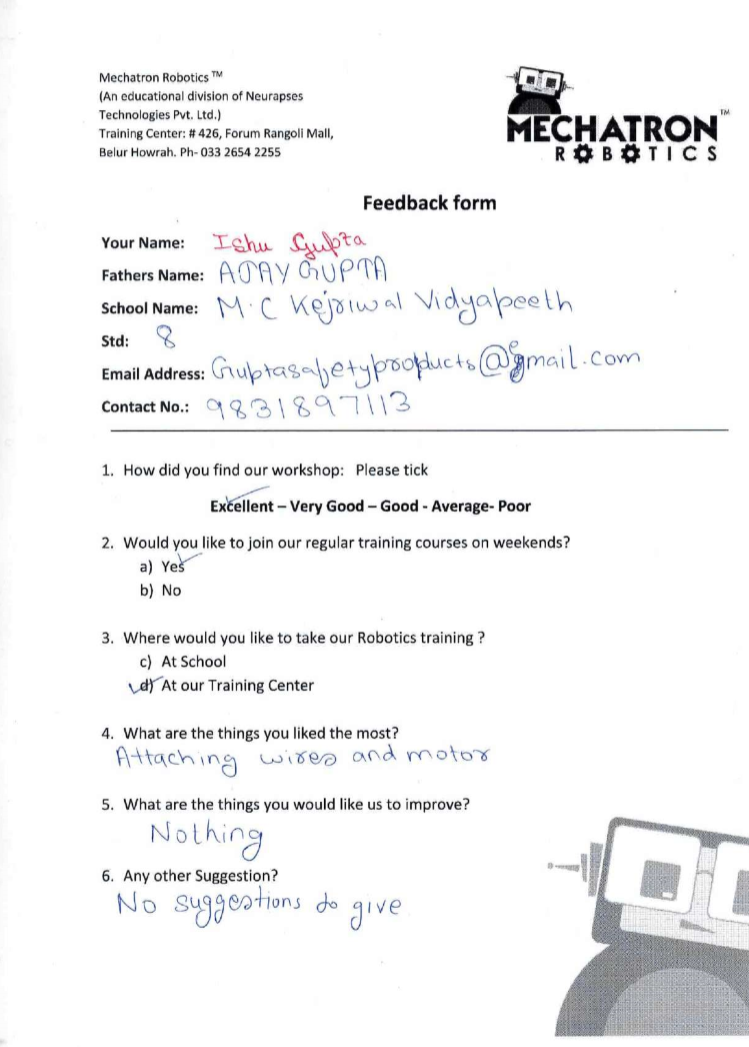 Mechatron Robotics ™
(An educational division of Neurapses
Technologies Pvt. Ltd.)
Training Center: # 426, Forum Rangoli Mall,
Belur Howrah. Ph- 033 2654 2255
MECHATRON ™
ROBOTICS
Feedback form
Your Name: Ishu Gupta
Fathers Name: AJAY GUPTA
School Name: M.C Kejriwal Vidyapeeth
Std: 8
Email Address: Guptasafetyproducts@gmail.com
Contact No.: 9831897113
1. How did you find our workshop: Please tick
Excellent – Very Good – Good - Average- Poor
2. Would you like to join our regular training courses on weekends?
a) Yes
b) No
3. Where would you like to take our Robotics training ?
c) At School
d) At our Training Center
4. What are the things you liked the most?
Attaching wires and motor
5. What are the things you would like us to improve?
Nothing
6. Any other Suggestion?
No suggestions to give